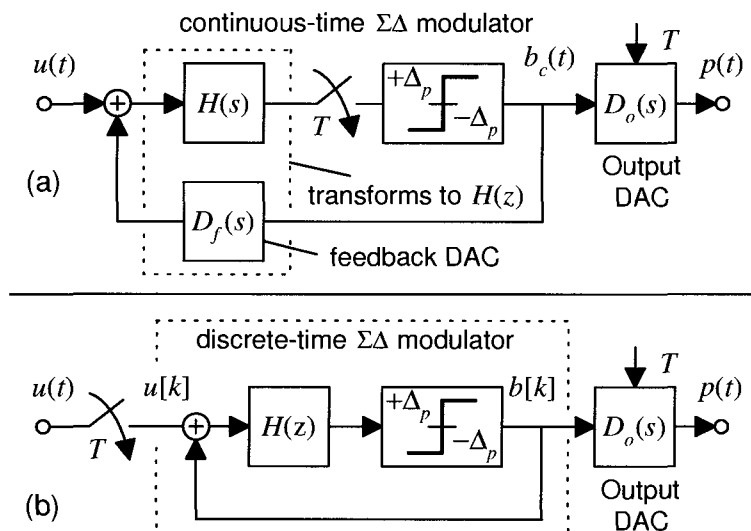 continuous-time ΣΔ modulator
u(t)
H(s)
T
+Δp
−Δp
bc(t)
T
Do(s)
p(t)
Output
DAC
(a)
transforms to H(z)
Df(s)
feedback DAC
discrete-time ΣΔ modulator
u(t)
T
u[k]
H(z)
+Δp
−Δp
b[k]
T
Do(s)
p(t)
Output
DAC
(b)